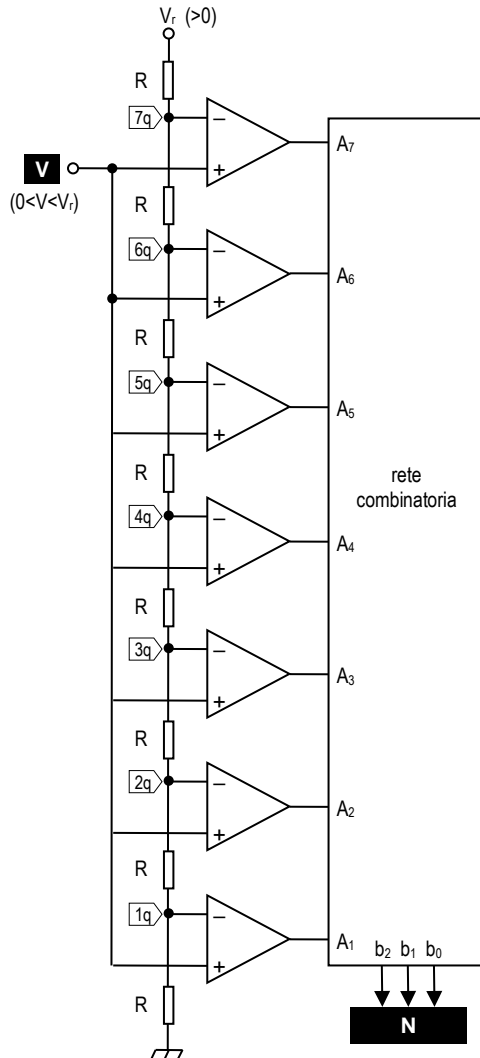 Vᵣ (>0)
R
7q
−
+
A₇
V
(0<V<Vᵣ)
R
6q
−
+
A₆
R
5q
−
+
A₅
R
rete
combinatoria
4q
−
+
A₄
R
3q
−
+
A₃
R
2q
−
+
A₂
R
1q
−
+
A₁
b₂ b₁ b₀
R
N